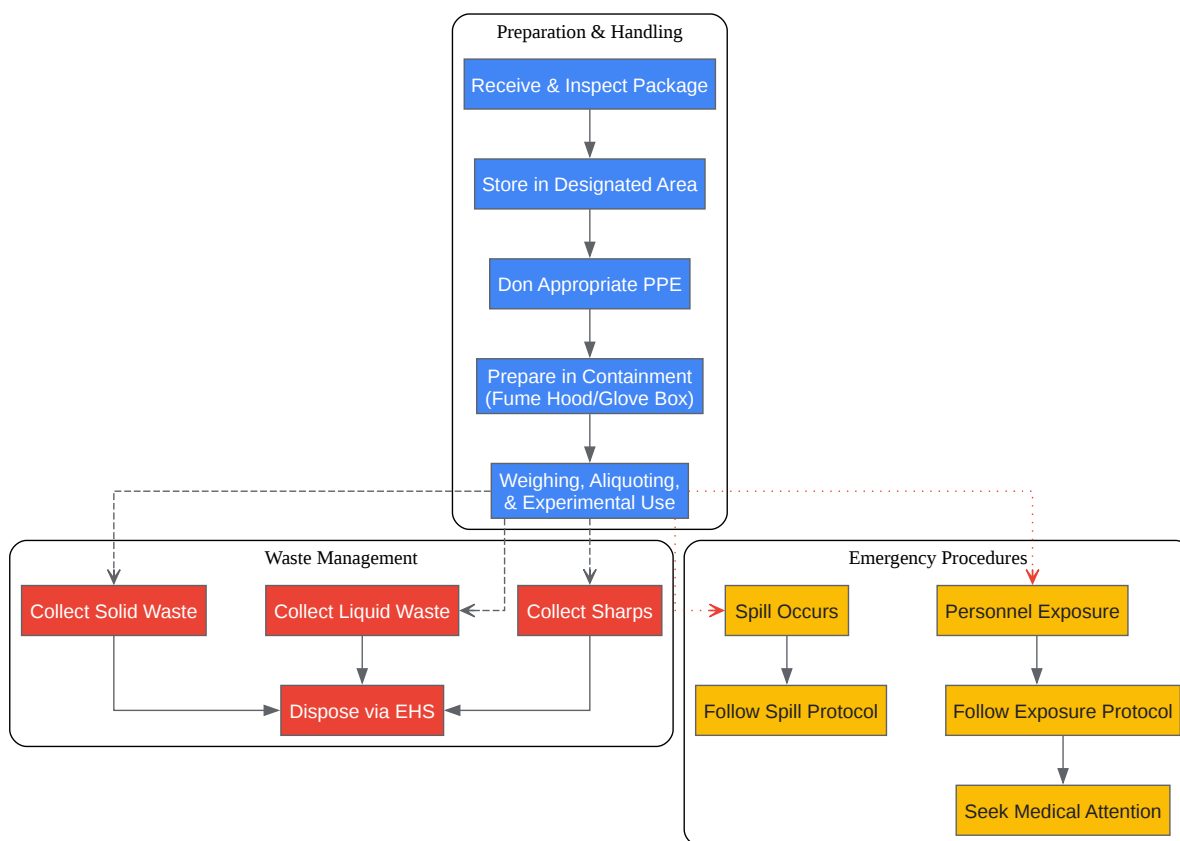 Preparation & Handling
Receive & Inspect Package
Store in Designated Area
Don Appropriate PPE
Prepare in Containment
(Fume Hood/Glove Box)
Weighing, Aliquoting,
& Experimental Use
Waste Management
Collect Solid Waste
Collect Liquid Waste
Collect Sharps
Dispose via EHS
Emergency Procedures
Spill Occurs
Personnel Exposure
Follow Spill Protocol
Follow Exposure Protocol
Seek Medical Attention